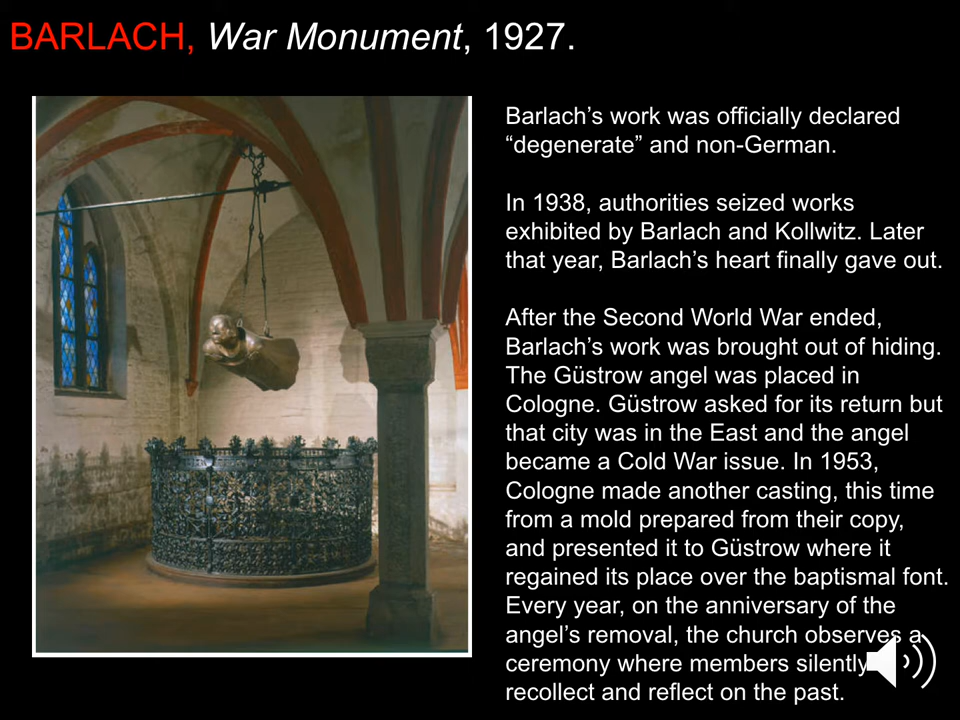 BARLACH, War Monument, 1927.
Barlach’s work was officially declared
“degenerate” and non-German.
In 1938, authorities seized works
exhibited by Barlach and Kollwitz. Later
that year, Barlach’s heart finally gave out.
After the Second World War ended,
Barlach’s work was brought out of hiding.
The Güstrow angel was placed in
Cologne. Güstrow asked for its return but
that city was in the East and the angel
became a Cold War issue. In 1953,
Cologne made another casting, this time
from a mold prepared from their copy,
and presented it to Güstrow where it
regained its place over the baptismal font.
Every year, on the anniversary of the
angel’s removal, the church observes a
ceremony where members silently
recollect and reflect on the past.